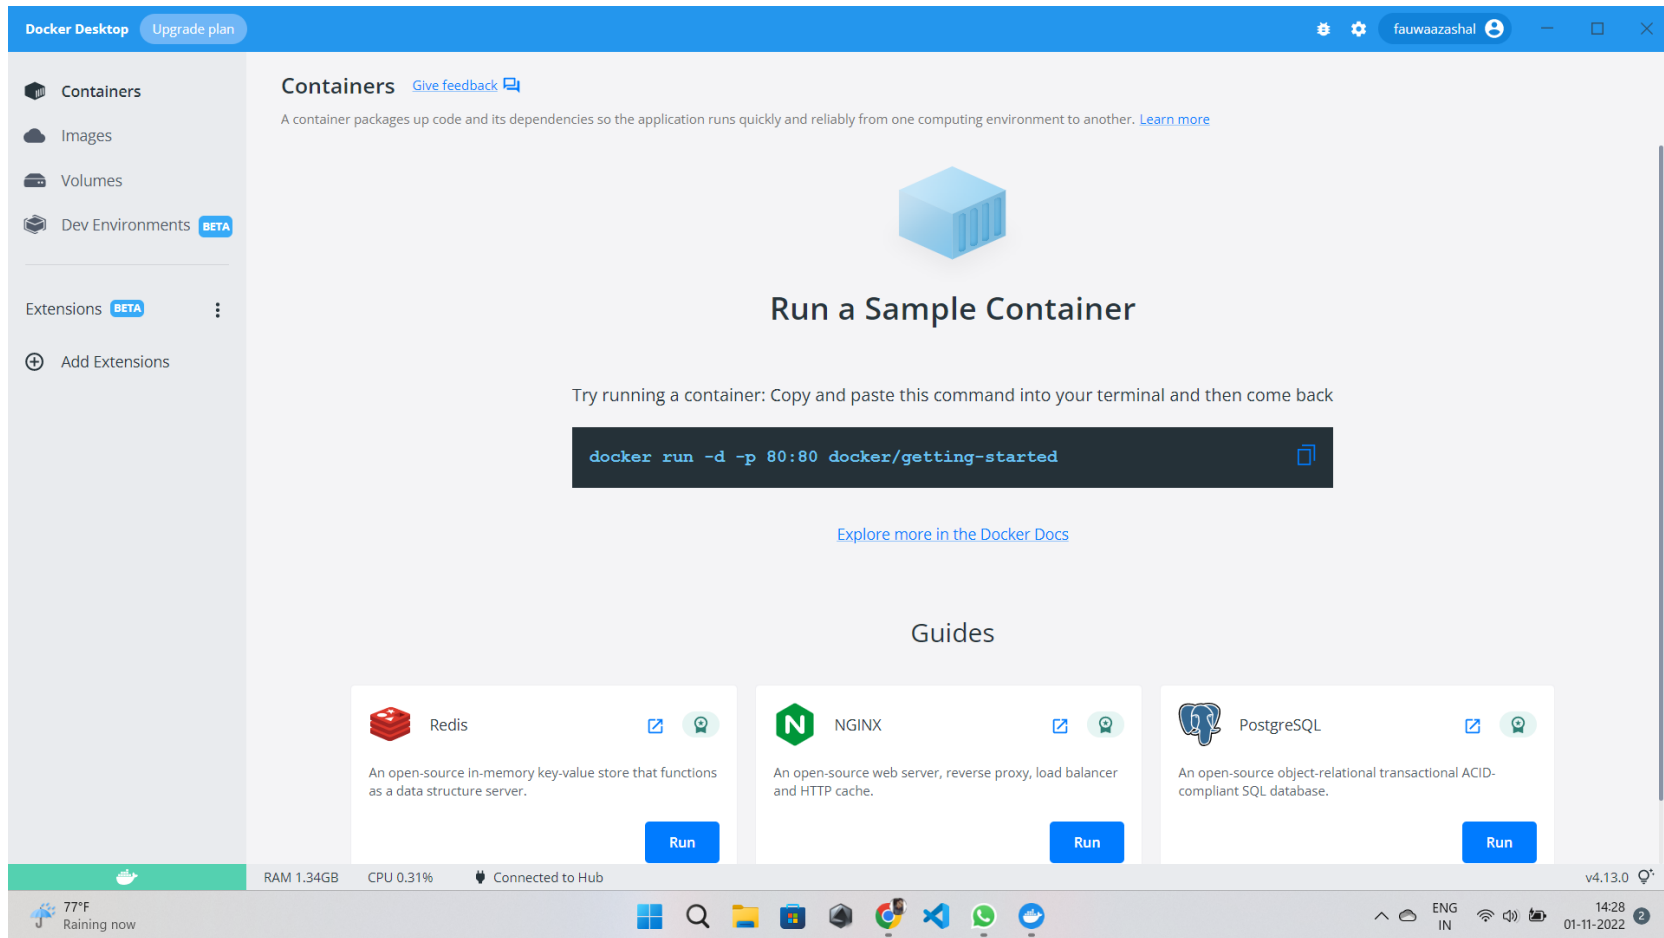 Docker Desktop Upgrade plan fauwaazashal
Containers
Images
Volumes
Dev Environments BETA
Extensions BETA
Add Extensions
Containers Give feedback
A container packages up code and its dependencies so the application runs quickly and reliably from one computing environment to another. Learn more
Run a Sample Container
Try running a container: Copy and paste this command into your terminal and then come back
docker run -d -p 80:80 docker/getting-started
Explore more in the Docker Docs
Guides
Redis
An open-source in-memory key-value store that functions
as a data structure server.
Run
NGINX
An open-source web server, reverse proxy, load balancer
and HTTP cache.
Run
PostgreSQL
An open-source object-relational transactional ACID-
compliant SQL database.
Run
RAM 1.34GB CPU 0.31% Connected to Hub v4.13.0
77°F
Raining now
ENG
IN
14:28
01-11-2022
2